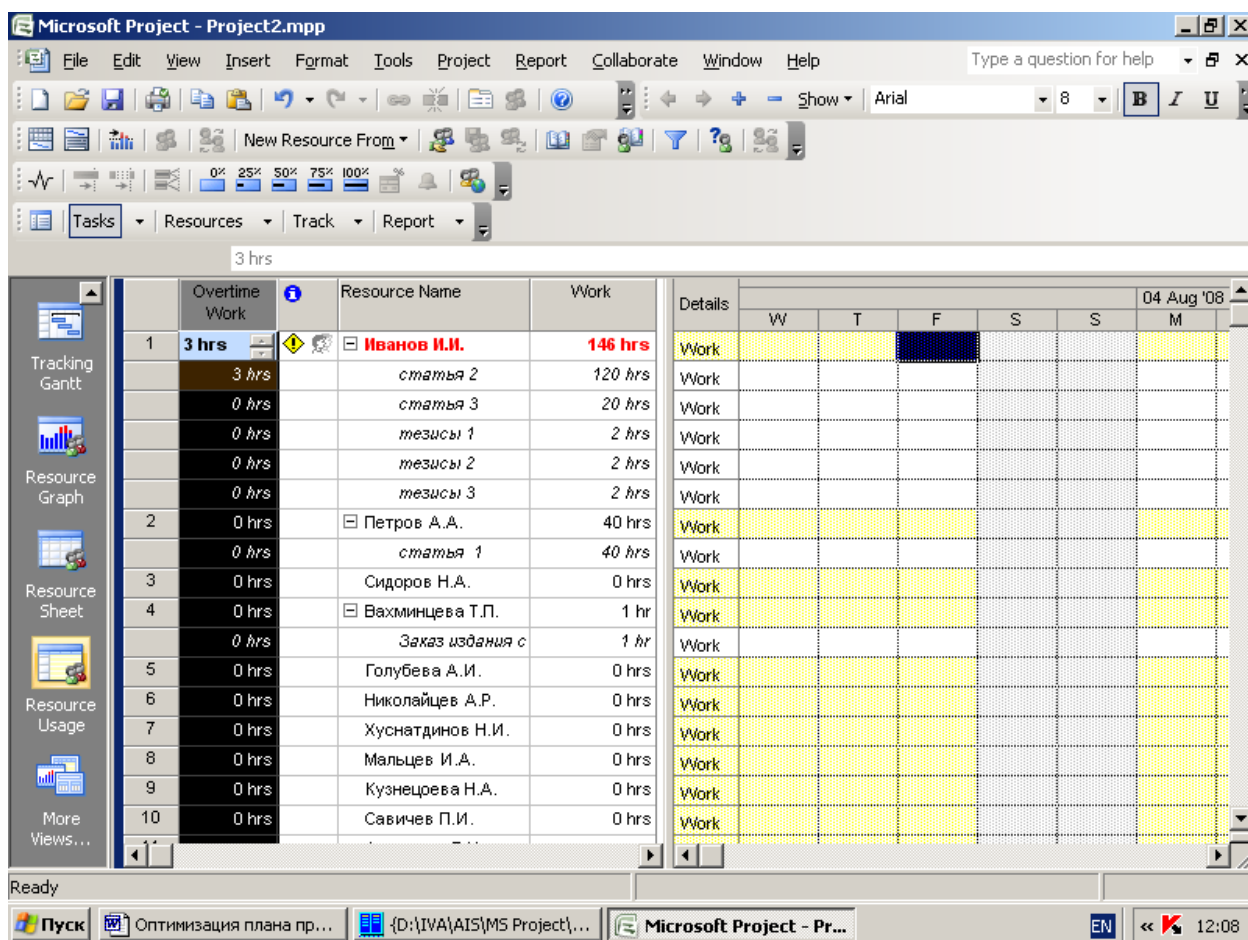 Microsoft Project - Project2.mpp
File Edit View Insert Format Tools Project Report Collaborate Window Help Type a question for help
Show Arial 8 B I U
New Resource From
0% 25% 50% 75% 100%
Tasks Resources Track Report
3 hrs
Overtime Work Resource Name Work Details 04 Aug '08
W T F S S M
1 3 hrs Иванов И.И. 146 hrs Work
3 hrs статья 2 120 hrs Work
0 hrs статья 3 20 hrs Work
0 hrs тезисы 1 2 hrs Work
0 hrs тезисы 2 2 hrs Work
0 hrs тезисы 3 2 hrs Work
2 0 hrs Петров А.А. 40 hrs Work
0 hrs статья 1 40 hrs Work
3 0 hrs Сидоров Н.А. 0 hrs Work
4 0 hrs Вахминцева Т.П. 1 hr Work
0 hrs Заказ издания с 1 hr Work
5 0 hrs Голубева А.И. 0 hrs Work
6 0 hrs Николайцев А.Р. 0 hrs Work
7 0 hrs Хуснатдинов Н.И. 0 hrs Work
8 0 hrs Мальцев И.А. 0 hrs Work
9 0 hrs Кузнецоева Н.А. 0 hrs Work
10 0 hrs Савичев П.И. 0 hrs Work
Tracking Gantt
Resource Graph
Resource Sheet
Resource Usage
More Views...
Ready
Пуск Оптимизация плана пр... {D:\IVA\AIS\MS Project\... Microsoft Project - Pr... EN « 12:08